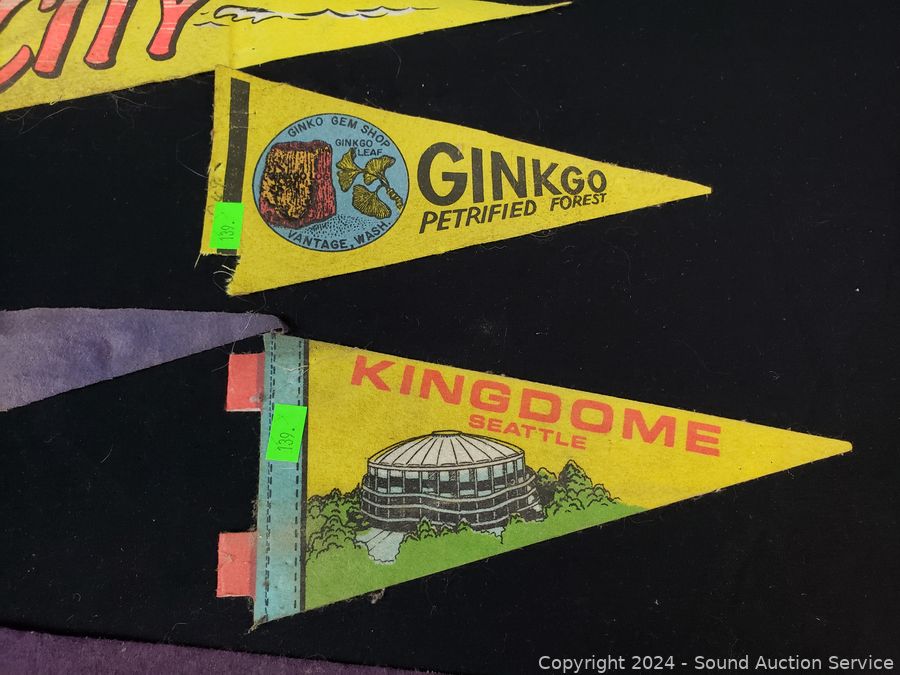 CITY
GINKO GEM SHOP
GINKGO
LEAF
VANTAGE, WASH.
GINKGO
PETRIFIED FOREST
139.
KINGDOME
SEATTLE
139.
Copyright 2024 - Sound Auction Service